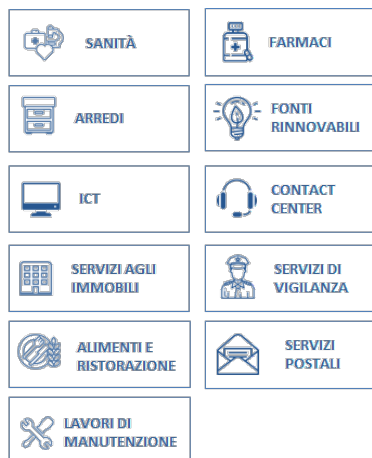 SANITÀ
FARMACI
ARREDI
FONTI
RINNOVABILI
ICT
CONTACT
CENTER
SERVIZI AGLI
IMMOBILI
SERVIZI DI
VIGILANZA
ALIMENTI E
RISTORAZIONE
SERVIZI
POSTALI
LAVORI DI
MANUTENZIONE